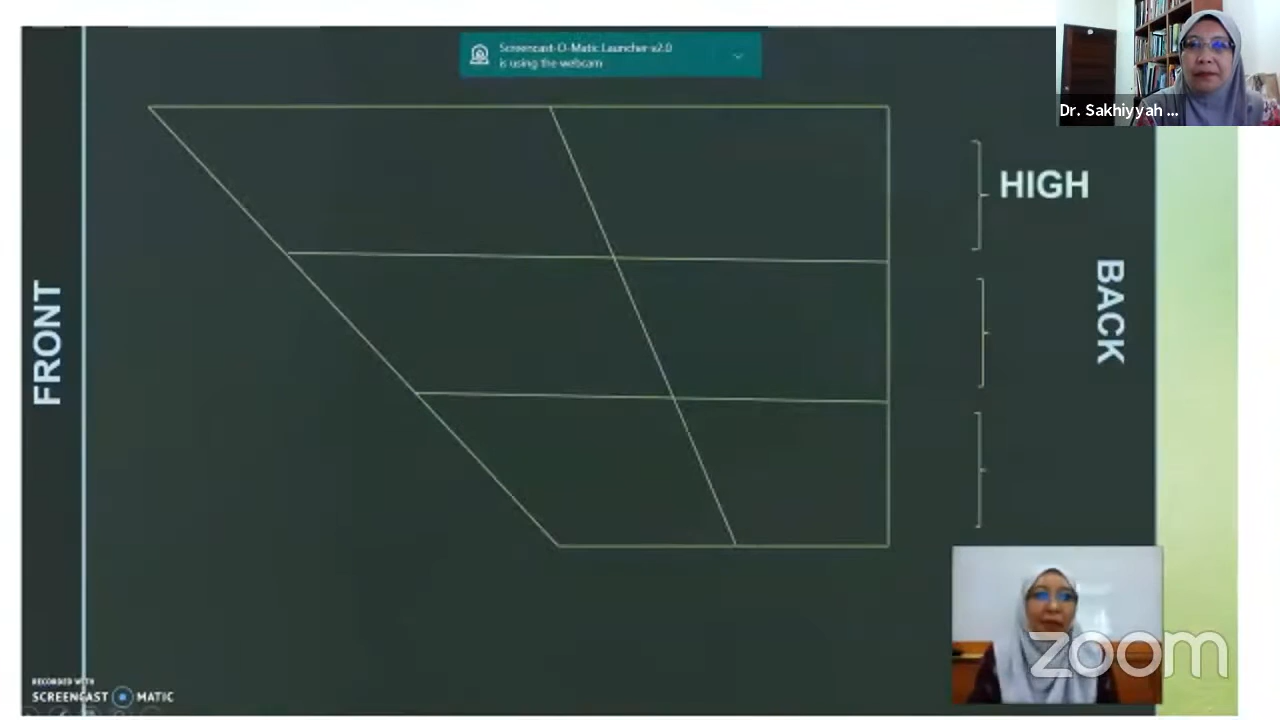 Screencast-O-Matic Launcher v2.0
is using the webcam
Dr. Sakhiyyah ...
HIGH
FRONT
BACK
zoom
RECORDED WITH
SCREENCAST MATIC